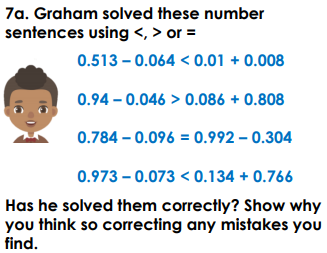 7a. Graham solved these number
sentences using <, > or =
0.513 – 0.064 < 0.01 + 0.008
0.94 – 0.046 > 0.086 + 0.808
0.784 – 0.096 = 0.992 – 0.304
0.973 – 0.073 < 0.134 + 0.766
Has he solved them correctly? Show why
you think so correcting any mistakes you
find.